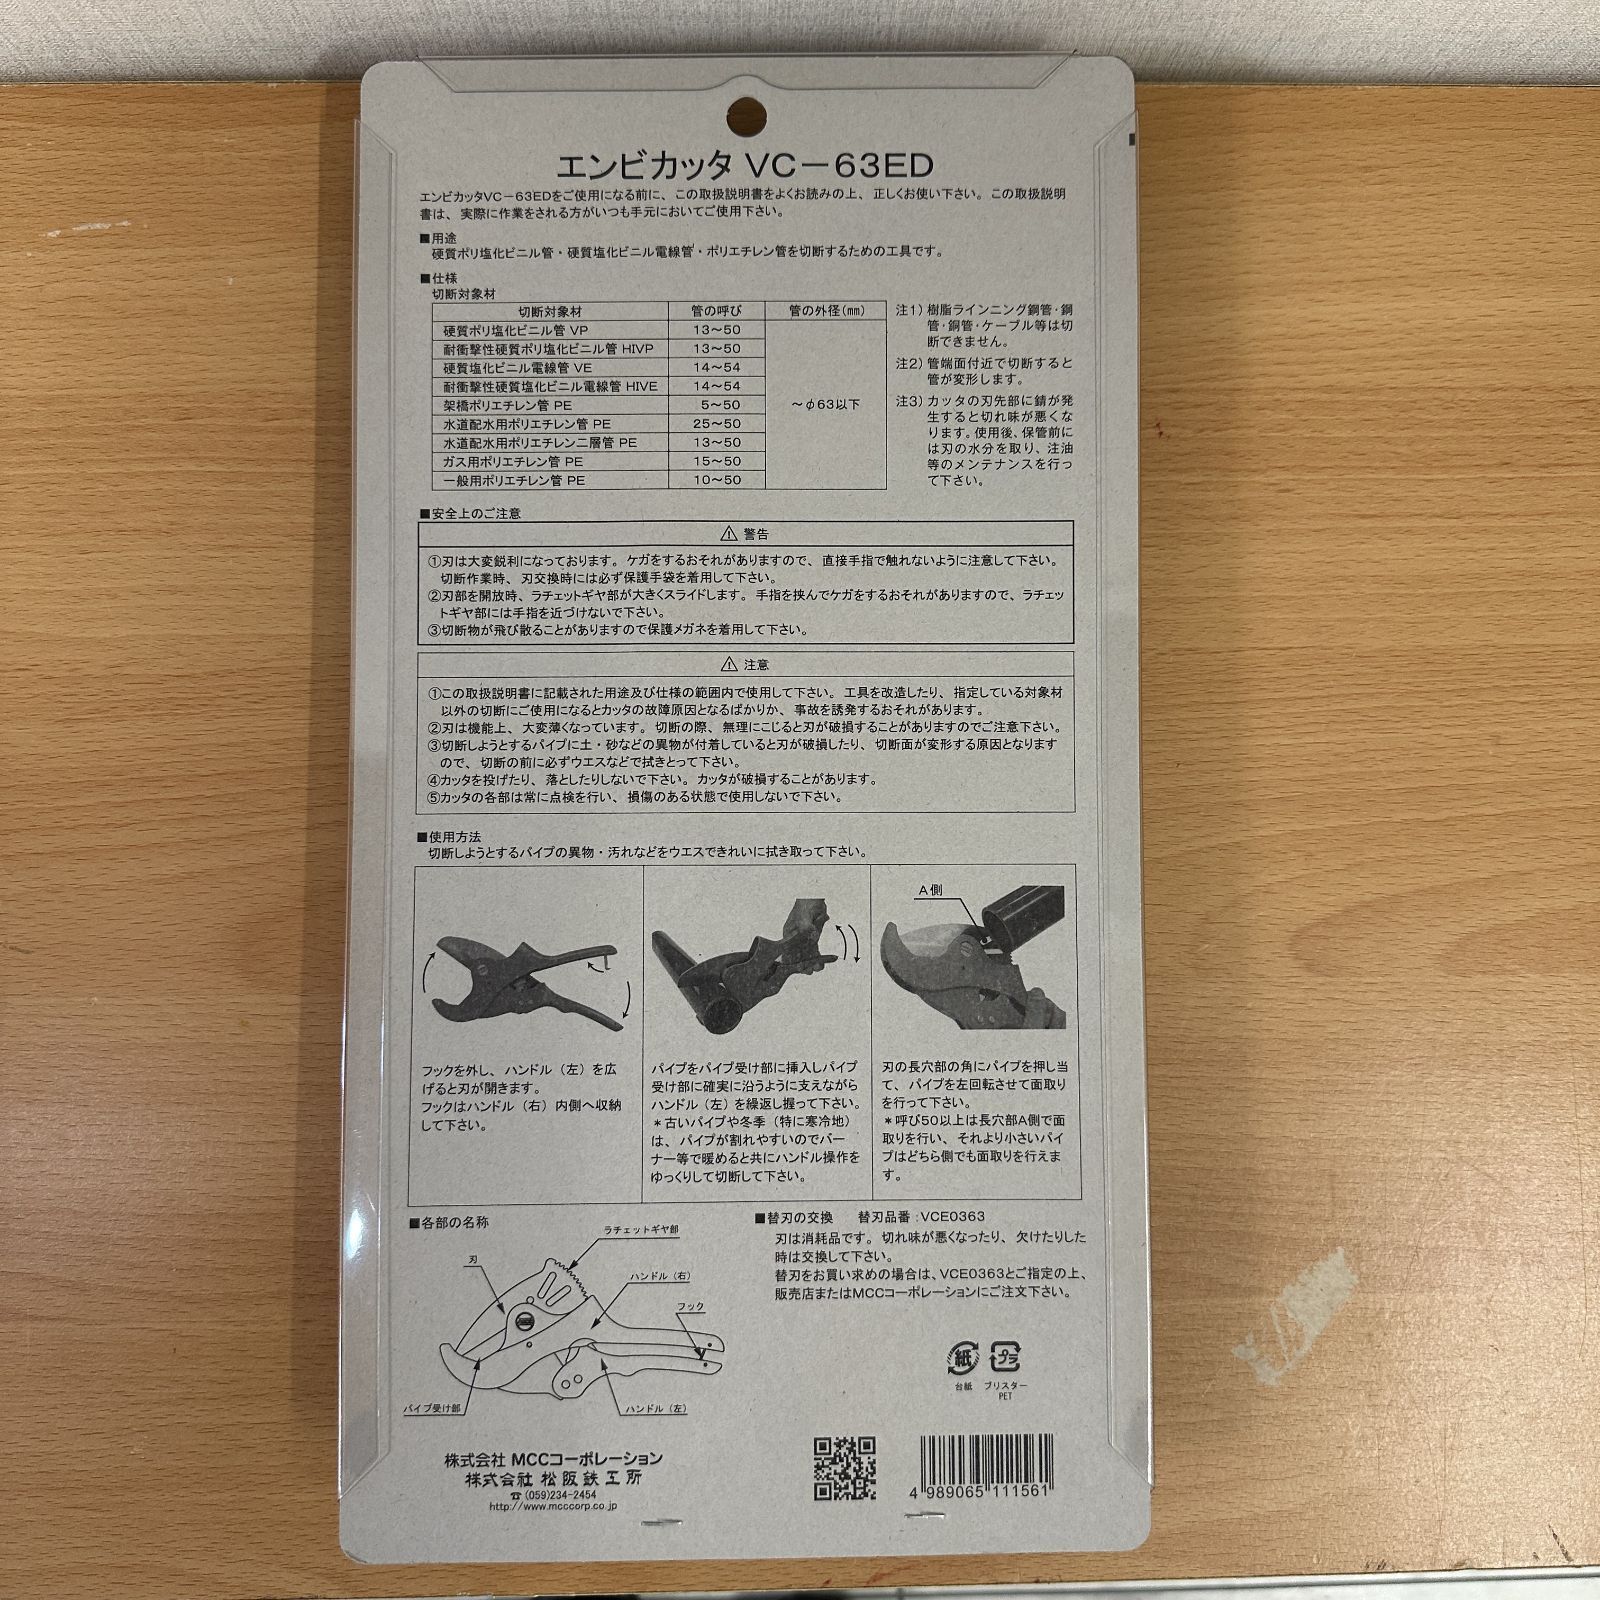 エンビカッタ VC－63ED
エンビカッタVC－63EDをご使用になる前に、この取扱説明書をよくお読みの上、正しくお使い下さい。この取扱説明
書は、実際に作業をされる方がいつも手元においてご使用下さい。
■用途
硬質ポリ塩化ビニル管・硬質塩化ビニル電線管・ポリエチレン管を切断するための工具です。
■仕様
切断対象材
切断対象材 管の呼び 管の外径(㎜)
硬質ポリ塩化ビニル管 VP 13～50
耐衝撃性硬質ポリ塩化ビニル管 HIVP 13～50
硬質塩化ビニル電線管 VE 14～54
耐衝撃性硬質塩化ビニル電線管 HIVE 14～54
架橋ポリエチレン管 PE 5～50
～φ63以下
水道配水用ポリエチレン管 PE 25～50
水道配水用ポリエチレン二層管 PE 13～50
ガス用ポリエチレン管 PE 15～50
一般用ポリエチレン管 PE 10～50
注1) 樹脂ラインニング鋼管・鋼
管・銅管・ケーブル等は切
断できません。
注2) 管端面付近で切断すると
管が変形します。
注3) カッタの刃先部に錆が発
生すると切れ味が悪くな
ります。使用後、保管前に
は刃の水分を取り、注油
等のメンテナンスを行っ
て下さい。
■安全上のご注意
⚠ 警告
①刃は大変鋭利になっております。ケガをするおそれがありますので、直接手指で触れないように注意して下さい。
切断作業時、刃交換時には必ず保護手袋を着用して下さい。
②刃部を開放時、ラチェットギヤ部が大きくスライドします。手指を挟んでケガをするおそれがありますので、ラチェッ
トギヤ部には手指を近づけないで下さい。
③切断物が飛び散ることがありますので保護メガネを着用して下さい。
⚠ 注意
①この取扱説明書に記載された用途及び仕様の範囲内で使用して下さい。工具を改造したり、指定している対象材
以外の切断にご使用になるとカッタの故障原因となるばかりか、事故を誘発するおそれがあります。
②刃は機能上、大変薄くなっています。切断の際、無理にこじると刃が破損することがありますのでご注意下さい。
③切断しようとするパイプに土・砂などの異物が付着していると刃が破損したり、切断面が変形する原因となります
ので、切断の前に必ずウエスなどで拭きとって下さい。
④カッタを投げたり、落としたりしないで下さい。カッタが破損することがあります。
⑤カッタの各部は常に点検を行い、損傷のある状態で使用しないで下さい。
■使用方法
切断しようとするパイプの異物・汚れなどをウエスできれいに拭き取って下さい。
A側
フックを外し、ハンドル（左）を広
げると刃が開きます。
フックはハンドル（右）内側へ収納
して下さい。
パイプをパイプ受け部に挿入しパイプ
受け部に確実に沿うように支えながら
ハンドル（左）を繰返し握って下さい。
＊古いパイプや冬季（特に寒冷地）
は、パイプが割れやすいのでバー
ナー等で暖めると共にハンドル操作を
ゆっくりして切断して下さい。
刃の長穴部の角にパイプを押し当
て、パイプを左回転させて面取り
を行って下さい。
＊呼び50以上は長穴部A側で面
取りを行い、それより小さいパイ
プはどちら側でも面取りを行えま
す。
■各部の名称
ラチェットギヤ部
刃
ハンドル（右）
フック
パイプ受け部
ハンドル（左）
■替刃の交換 替刃品番：VCE0363
刃は消耗品です。切れ味が悪くなったり、欠けたりした
時は交換して下さい。
替刃をお買い求めの場合は、VCE0363とご指定の上、
販売店またはMCCコーポレーションにご注文下さい。
紙 プラ
台紙 ブリスター
PET
株式会社 MCCコーポレーション
株式会社 松阪鉄工所
☎(059)234-2454
http://www.mcccorp.co.jp
4 989065 111561